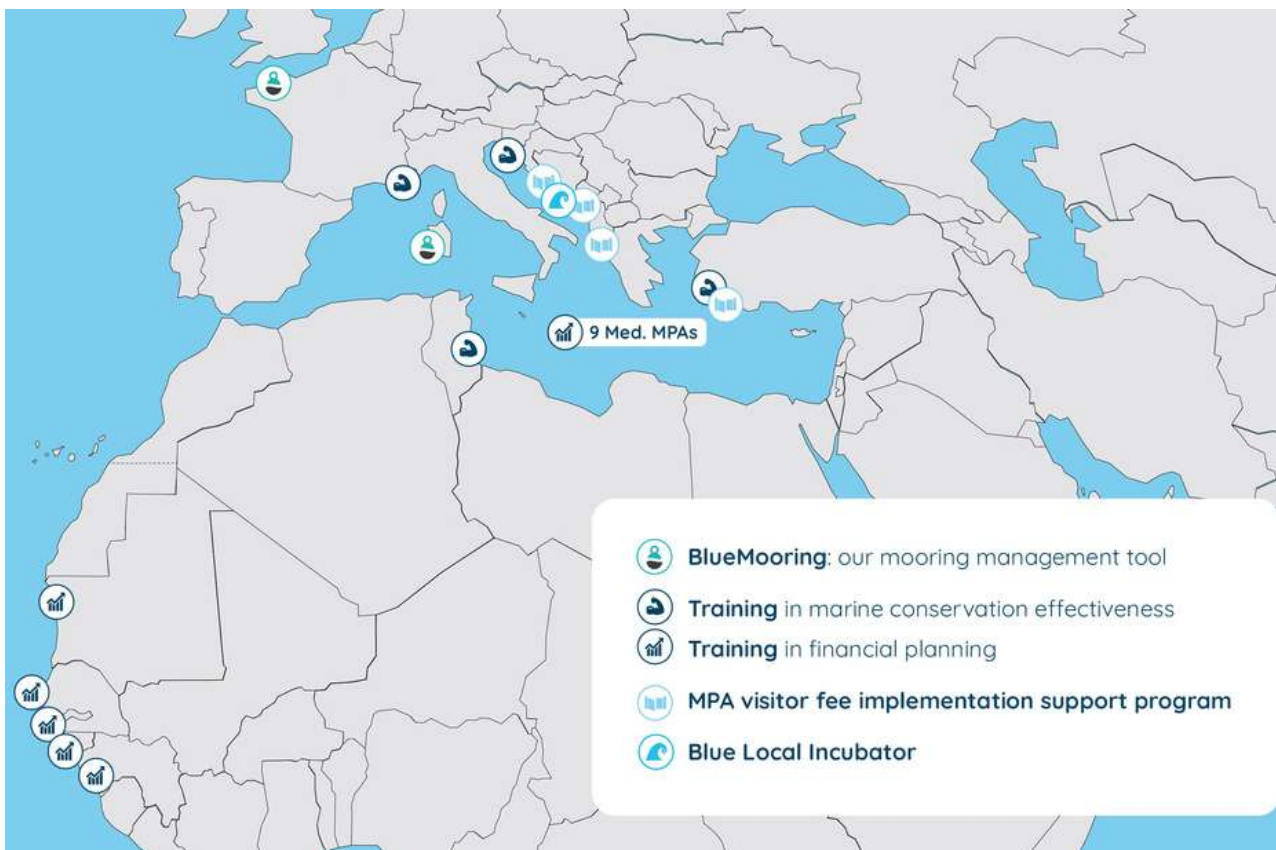 9 Med. MPAs
BlueMooring: our mooring management tool
Training in marine conservation effectiveness
Training in financial planning
MPA visitor fee implementation support program
Blue Local Incubator